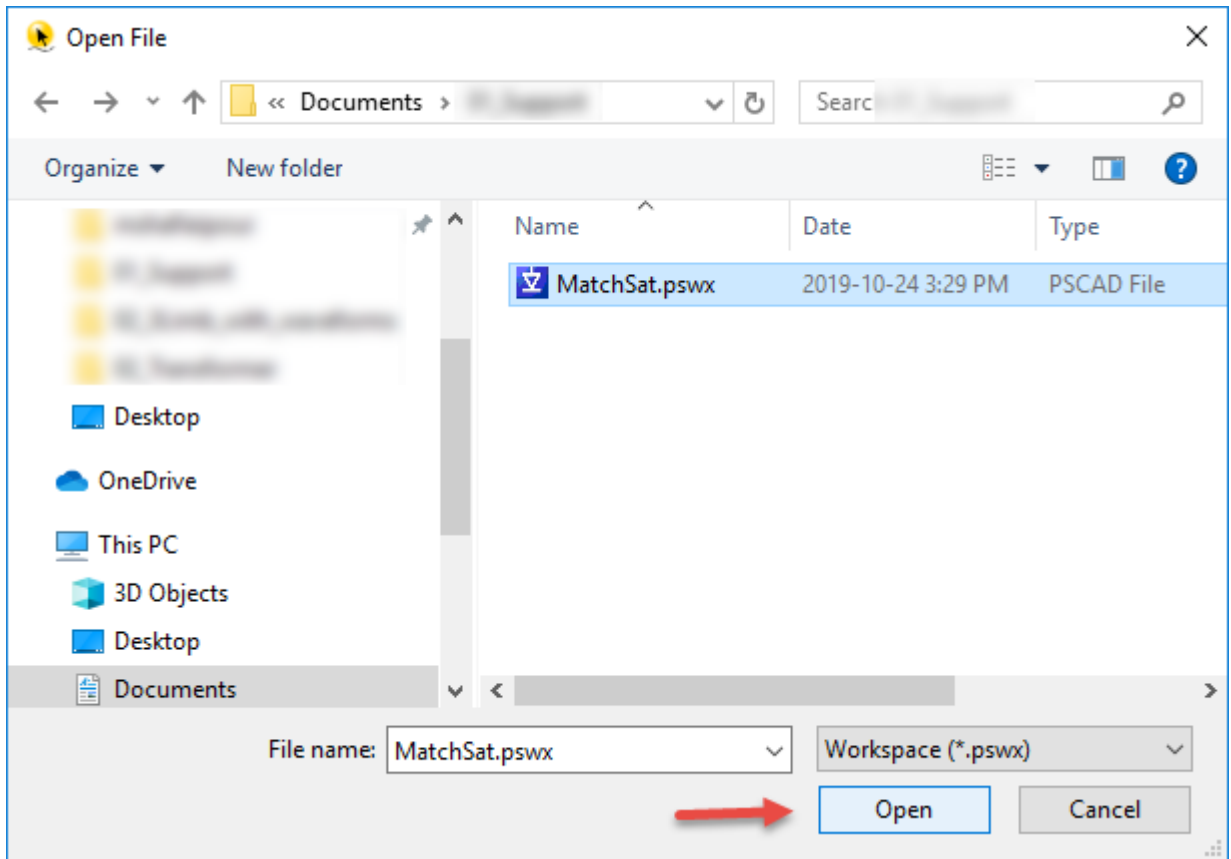 Open File
« Documents >
Searc
Organize New folder
Name Date Type
MatchSat.pswx 2019-10-24 3:29 PM PSCAD File
Desktop
OneDrive
This PC
3D Objects
Desktop
Documents
File name: MatchSat.pswx Workspace (*.pswx)
Open Cancel